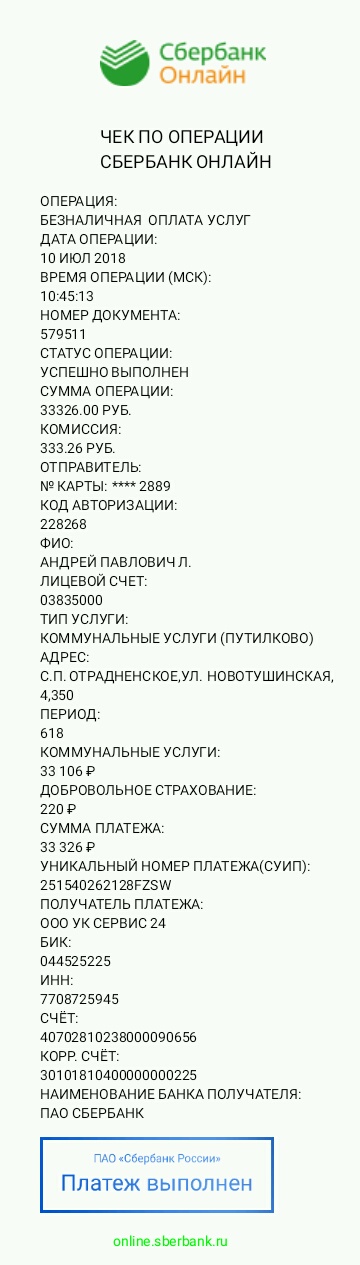 Сбербанк
Онлайн
ЧЕК ПО ОПЕРАЦИИ
СБЕРБАНК ОНЛАЙН
ОПЕРАЦИЯ:
БЕЗНАЛИЧНАЯ ОПЛАТА УСЛУГ
ДАТА ОПЕРАЦИИ:
10 ИЮЛ 2018
ВРЕМЯ ОПЕРАЦИИ (МСК):
10:45:13
НОМЕР ДОКУМЕНТА:
579511
СТАТУС ОПЕРАЦИИ:
УСПЕШНО ВЫПОЛНЕН
СУММА ОПЕРАЦИИ:
33326.00 РУБ.
КОМИССИЯ:
333.26 РУБ.
ОТПРАВИТЕЛЬ:
№ КАРТЫ: **** 2889
КОД АВТОРИЗАЦИИ:
228268
ФИО:
АНДРЕЙ ПАВЛОВИЧ Л.
ЛИЦЕВОЙ СЧЕТ:
03835000
ТИП УСЛУГИ:
КОММУНАЛЬНЫЕ УСЛУГИ (ПУТИЛКОВО)
АДРЕС:
С.П. ОТРАДНЕНСКОЕ,УЛ. НОВОТУШИНСКАЯ,
4,350
ПЕРИОД:
618
КОММУНАЛЬНЫЕ УСЛУГИ:
33 106 ₽
ДОБРОВОЛЬНОЕ СТРАХОВАНИЕ:
220 ₽
СУММА ПЛАТЕЖА:
33 326 ₽
УНИКАЛЬНЫЙ НОМЕР ПЛАТЕЖА(СУИП):
251540262128FZSW
ПОЛУЧАТЕЛЬ ПЛАТЕЖА:
ООО УК СЕРВИС 24
БИК:
044525225
ИНН:
7708725945
СЧЁТ:
40702810238000090656
КОРР. СЧЁТ:
30101810400000000225
НАИМЕНОВАНИЕ БАНКА ПОЛУЧАТЕЛЯ:
ПАО СБЕРБАНК
ПАО «Сбербанк России»
Платеж выполнен
online.sberbank.ru